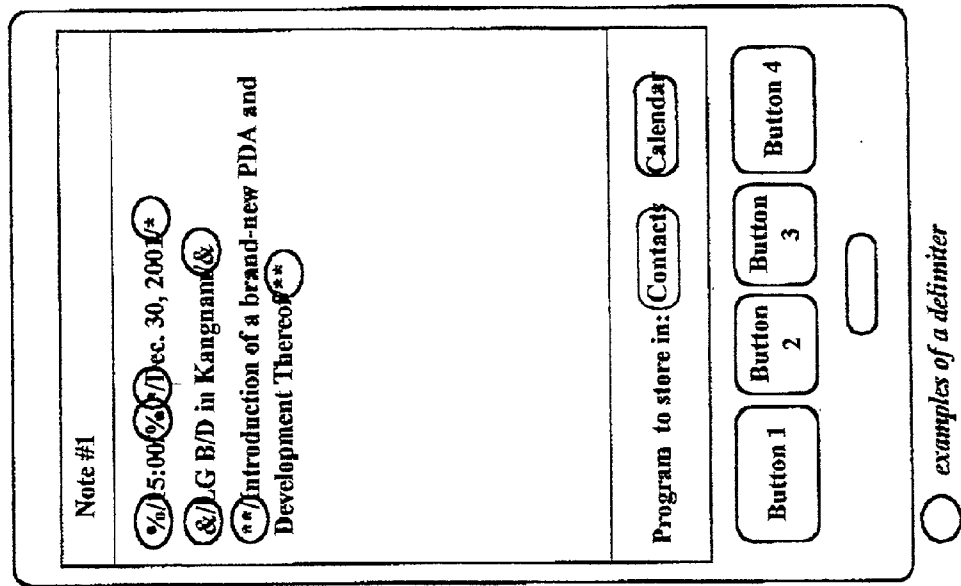 Note #1
%/15:00/%*/Dec. 30, 2001/*
&/LG B/D in Kangnam/&
**/Introduction of a brand-new PDA and
Development Thereof/**
Program to store in: Contacts Calendar
Button 1 Button 2 Button 3 Button 4
examples of a delimiter